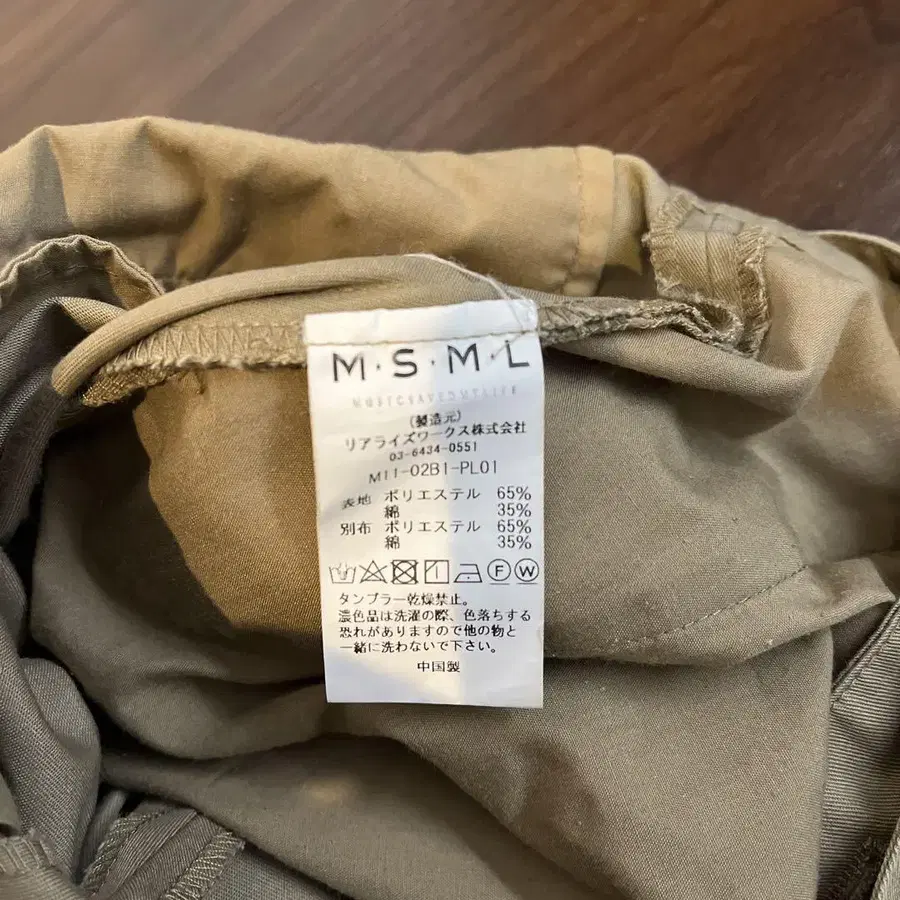 M·S·M·L
MUSIC SAVED MY LIFE
(製造元)
リアライズワークス株式会社
03-6434-0551
M11-02B1-PL01
表地 ポリエステル 65%
綿 35%
別布 ポリエステル 65%
綿 35%
F W
タンブラー乾燥禁止。
濃色品は洗濯の際、色落ちする
恐れがありますので他の物と
一緒に洗わないで下さい。
中国製